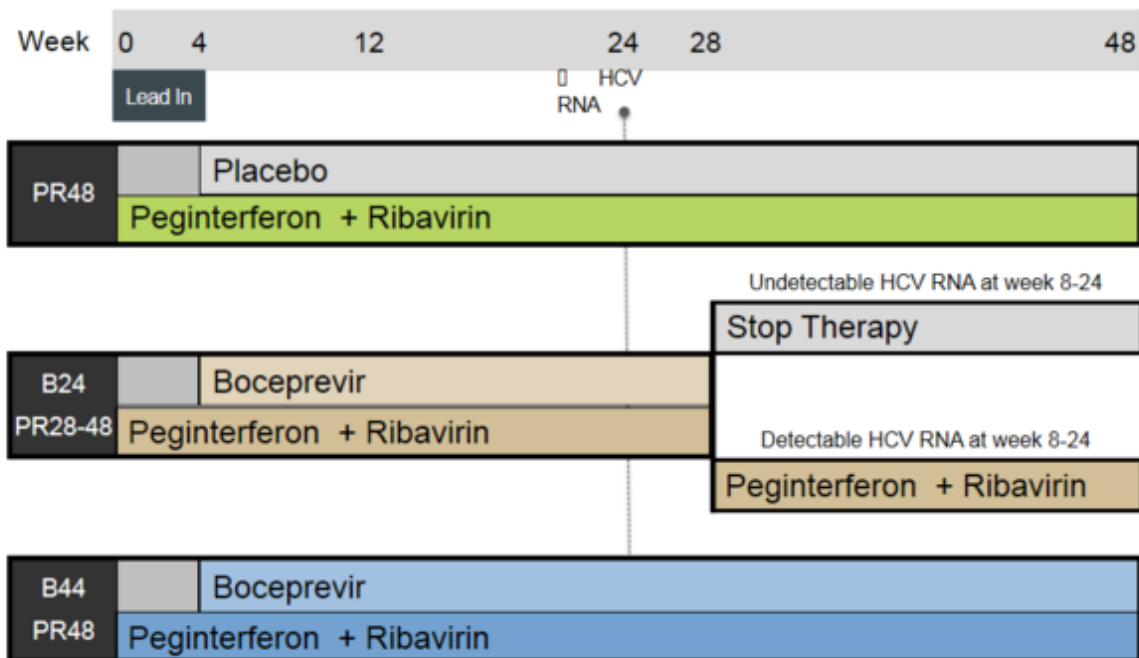 Week 0 4 12 24 28 48
Lead In
▯ HCV
RNA
PR48
Placebo
Peginterferon + Ribavirin
Undetectable HCV RNA at week 8-24
Stop Therapy
B24
PR28-48
Boceprevir
Peginterferon + Ribavirin
Detectable HCV RNA at week 8-24
Peginterferon + Ribavirin
B44
PR48
Boceprevir
Peginterferon + Ribavirin